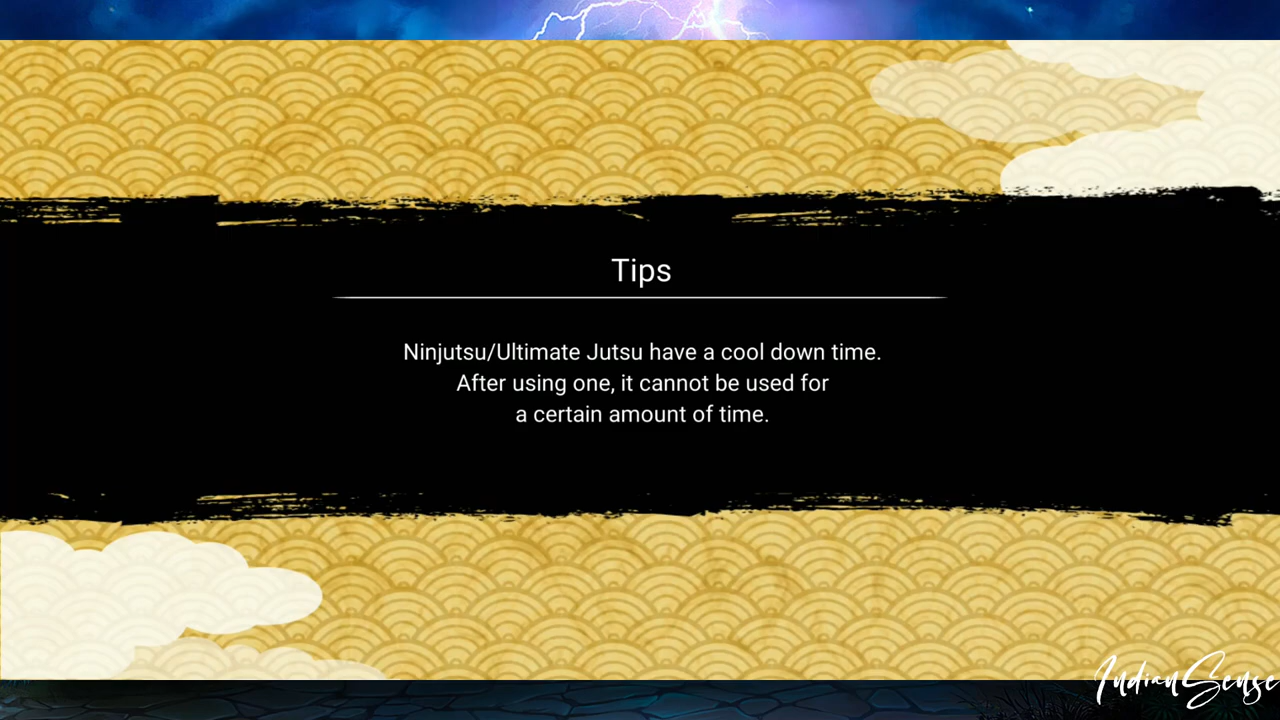 Tips
Ninjutsu/Ultimate Jutsu have a cool down time.
After using one, it cannot be used for
a certain amount of time.
IndianSense